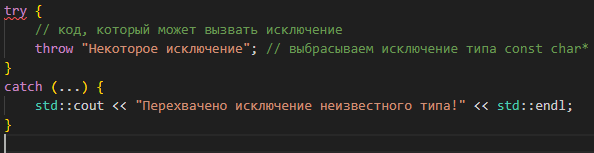 try {
    // код, который может вызвать исключение
    throw "Некоторое исключение"; // выбрасываем исключение типа const char*
}
catch (...) {
    std::cout << "Перехвачено исключение неизвестного типа!" << std::endl;
}